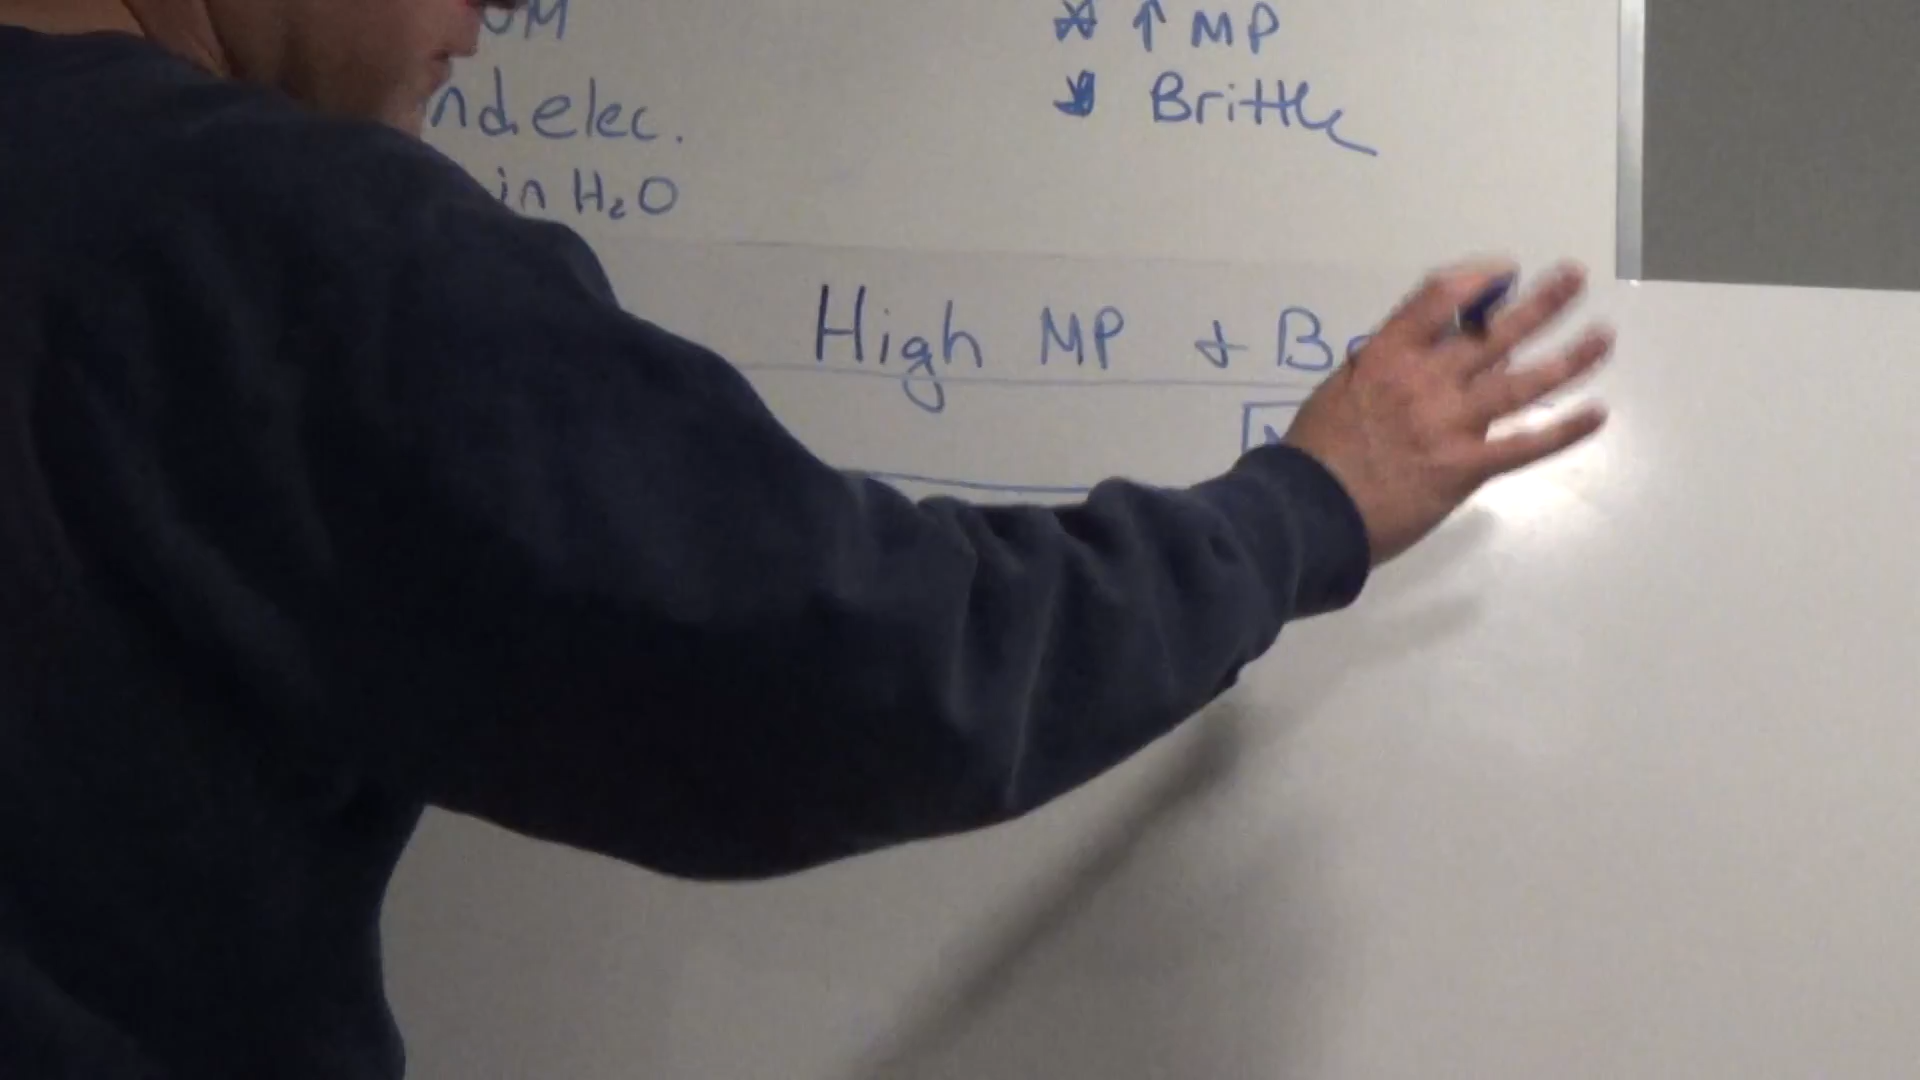 ↑ MP
nd. elec.
Brittle
in H₂O
High MP +